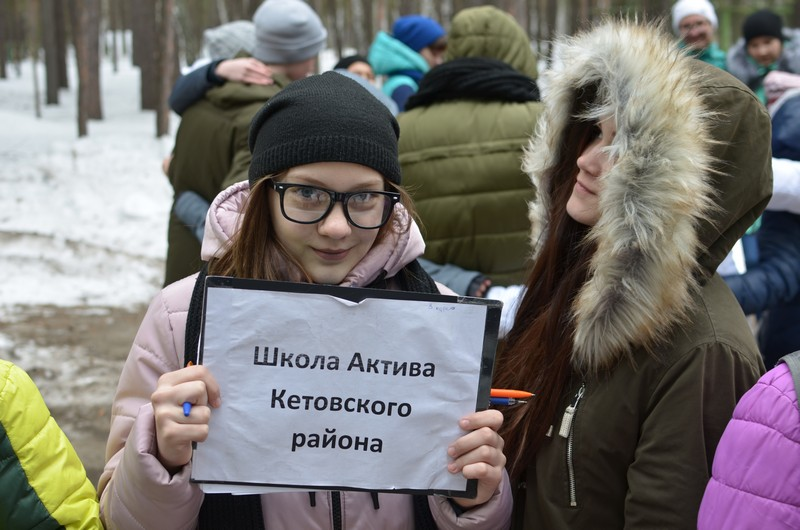 Школа Актива
Кетовского
района